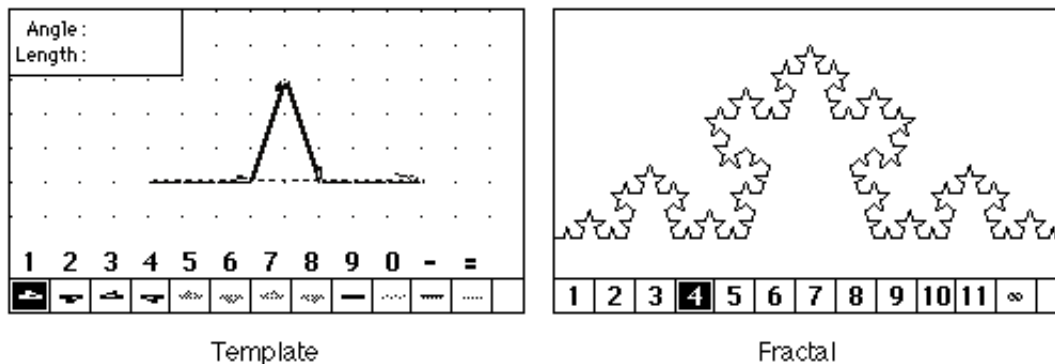 Angle:
Length:
1 2 3 4 5 6 7 8 9 0 - =
1 2 3 4 5 6 7 8 9 10 11 ∞
Template
Fractal